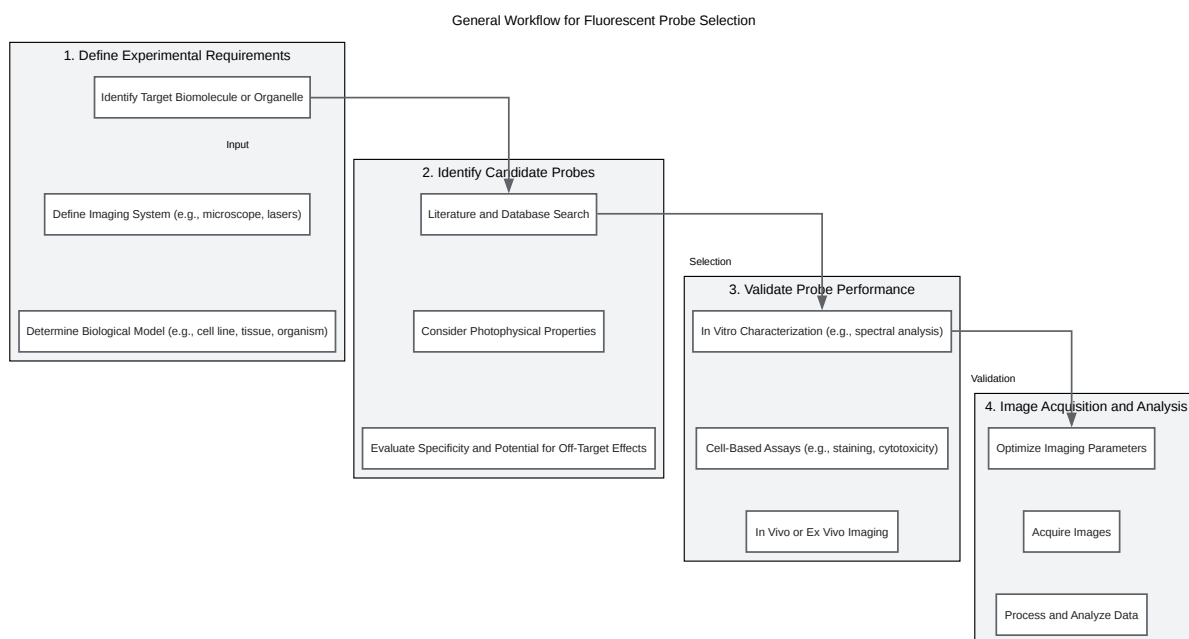 General Workflow for Fluorescent Probe Selection
1. Define Experimental Requirements
Identify Target Biomolecule or Organelle
Input
Define Imaging System (e.g., microscope, lasers)
Determine Biological Model (e.g., cell line, tissue, organism)
2. Identify Candidate Probes
Literature and Database Search
Consider Photophysical Properties
Evaluate Specificity and Potential for Off-Target Effects
Selection
3. Validate Probe Performance
In Vitro Characterization (e.g., spectral analysis)
Cell-Based Assays (e.g., staining, cytotoxicity)
In Vivo or Ex Vivo Imaging
Validation
4. Image Acquisition and Analysis
Optimize Imaging Parameters
Acquire Images
Process and Analyze Data